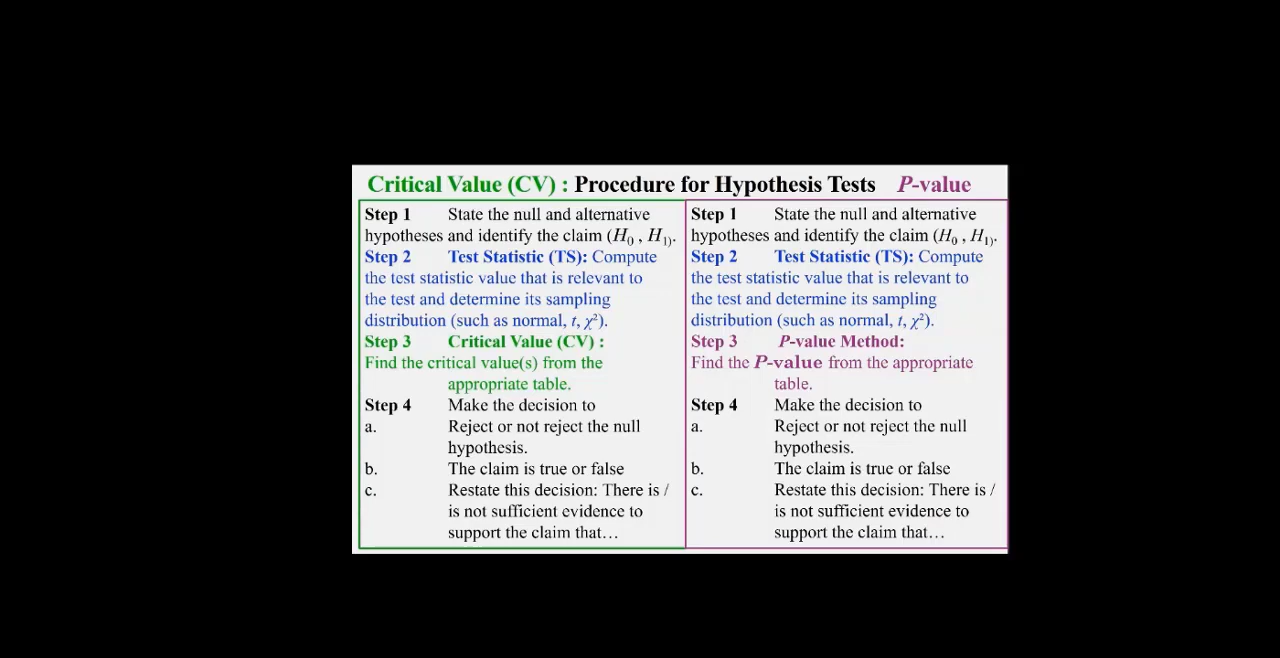 Critical Value (CV) : Procedure for Hypothesis Tests P-value
Step 1 State the null and alternative
hypotheses and identify the claim (H₀ , H₁).
Step 2 Test Statistic (TS): Compute
the test statistic value that is relevant to
the test and determine its sampling
distribution (such as normal, t, χ²).
Step 3 Critical Value (CV) :
Find the critical value(s) from the
appropriate table.
Step 4 Make the decision to
a. Reject or not reject the null
hypothesis.
b. The claim is true or false
c. Restate this decision: There is /
is not sufficient evidence to
support the claim that…
Step 1 State the null and alternative
hypotheses and identify the claim (H₀ , H₁).
Step 2 Test Statistic (TS): Compute
the test statistic value that is relevant to
the test and determine its sampling
distribution (such as normal, t, χ²).
Step 3 P-value Method:
Find the P-value from the appropriate
table.
Step 4 Make the decision to
a. Reject or not reject the null
hypothesis.
b. The claim is true or false
c. Restate this decision: There is /
is not sufficient evidence to
support the claim that…